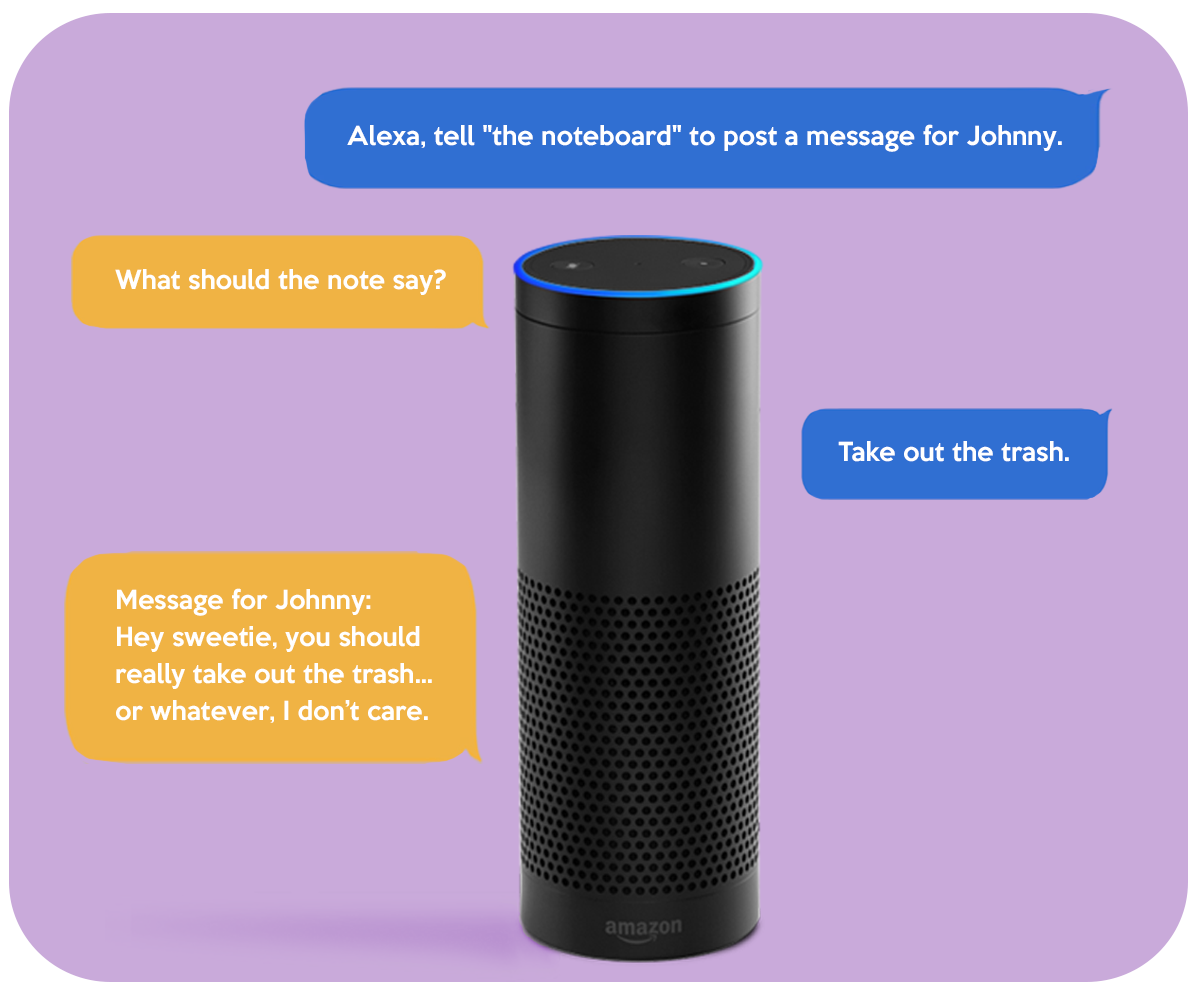 Alexa, tell "the noteboard" to post a message for Johnny.
What should the note say?
Take out the trash.
Message for Johnny:
Hey sweetie, you should
really take out the trash...
or whatever, I don't care.
amazon